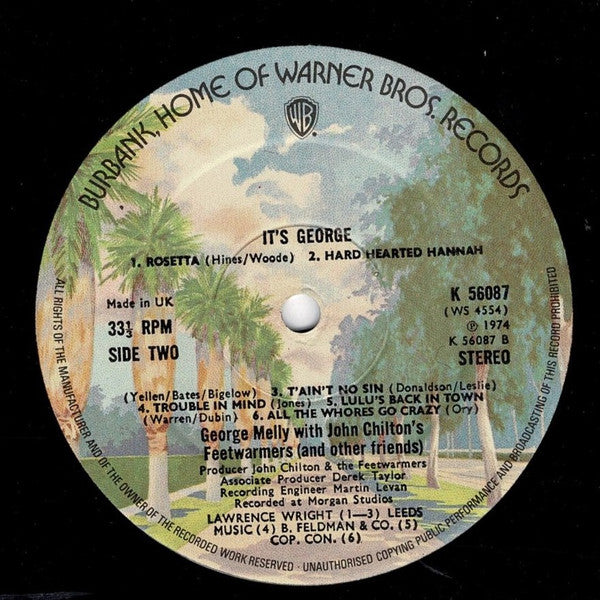 BURBANK, HOME OF WARNER BROS. RECORDS
WB
IT'S GEORGE
1. ROSETTA (Hines/Woode) 2. HARD HEARTED HANNAH
Made in UK
33⅓ RPM
SIDE TWO
K 56087
(WS 4554)
℗ 1974
K 56087 B
STEREO
(Yellen/Bates/Bigelow) 3. T'AIN'T NO SIN (Donaldson/Leslie)
4. TROUBLE IN MIND (Jones) 5. LULU'S BACK IN TOWN
(Warren/Dubin) 6. ALL THE WHORES GO CRAZY (Ory)
George Melly with John Chilton's
Feetwarmers (and other friends)
Producer John Chilton & the Feetwarmers
Associate Producer Derek Taylor
Recording Engineer Martin Levan
Recorded at Morgan Studios
LAWRENCE WRIGHT (1—3) LEEDS
MUSIC (4) B. FELDMAN & CO. (5)
COP. CON. (6)
ALL RIGHTS OF THE MANUFACTURER AND OF THE OWNER OF THE RECORDED WORK RESERVED · UNAUTHORISED COPYING PUBLIC PERFORMANCE AND BROADCASTING OF THIS RECORD PROHIBITED